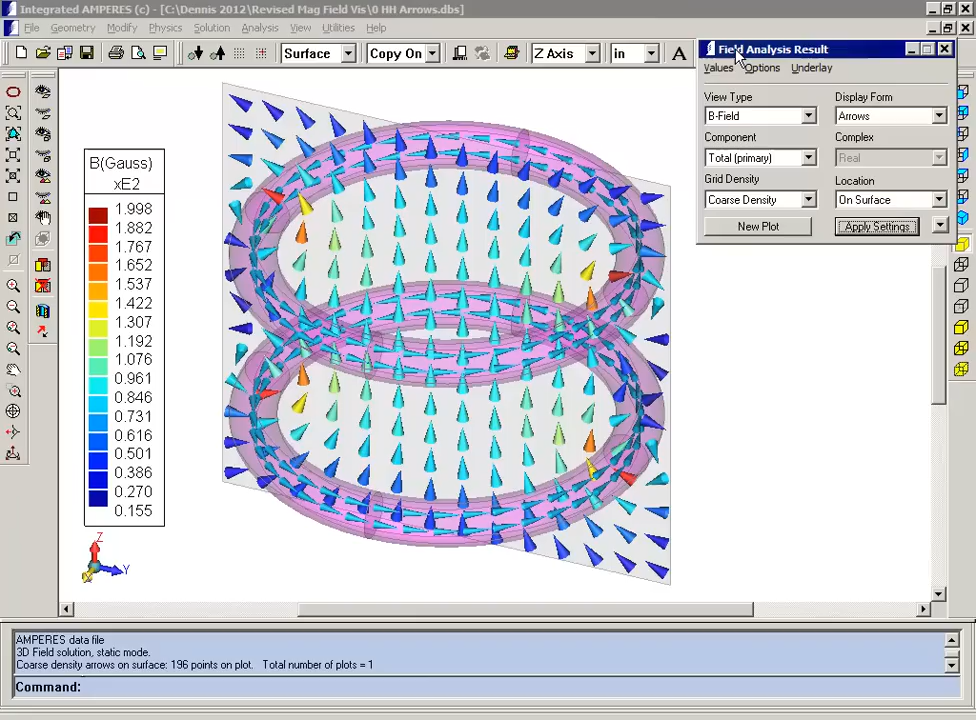 Integrated AMPERES (c) - [C:\Dennis 2012\Revised Mag Field Vis\0 HH Arrows.dbs]
File Geometry Modify Physics Solution Analysis View Utilities Help
Surface Copy On Z Axis in A
Field Analysis Result
Values Options Underlay
View Type Display Form
B-Field Arrows
Component Complex
Total (primary) Real
Grid Density Location
Coarse Density On Surface
New Plot Apply Settings
B(Gauss)
xE2
1.998
1.882
1.767
1.652
1.537
1.422
1.307
1.192
1.076
0.961
0.846
0.731
0.616
0.501
0.386
0.270
0.155
Z
Y
AMPERES data file
3D Field solution, static mode.
Coarse density arrows on surface: 196 points on plot. Total number of plots = 1
Command: